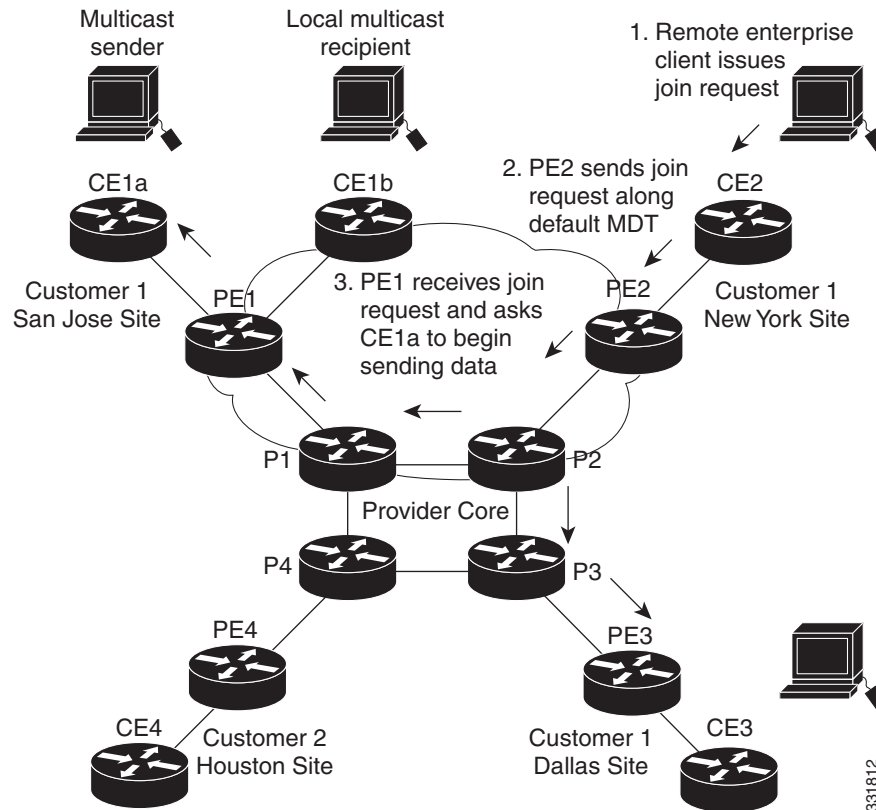 Multicast
sender
Local multicast
recipient
1. Remote enterprise
client issues
join request
CE1a
CE1b
2. PE2 sends join
request along
default MDT
CE2
Customer 1
San Jose Site
PE1
3. PE1 receives join
request and asks
CE1a to begin
sending data
PE2
Customer 1
New York Site
P1
P2
Provider Core
P4
P3
PE4
PE3
CE4
Customer 2
Houston Site
Customer 1
Dallas Site
CE3
331812